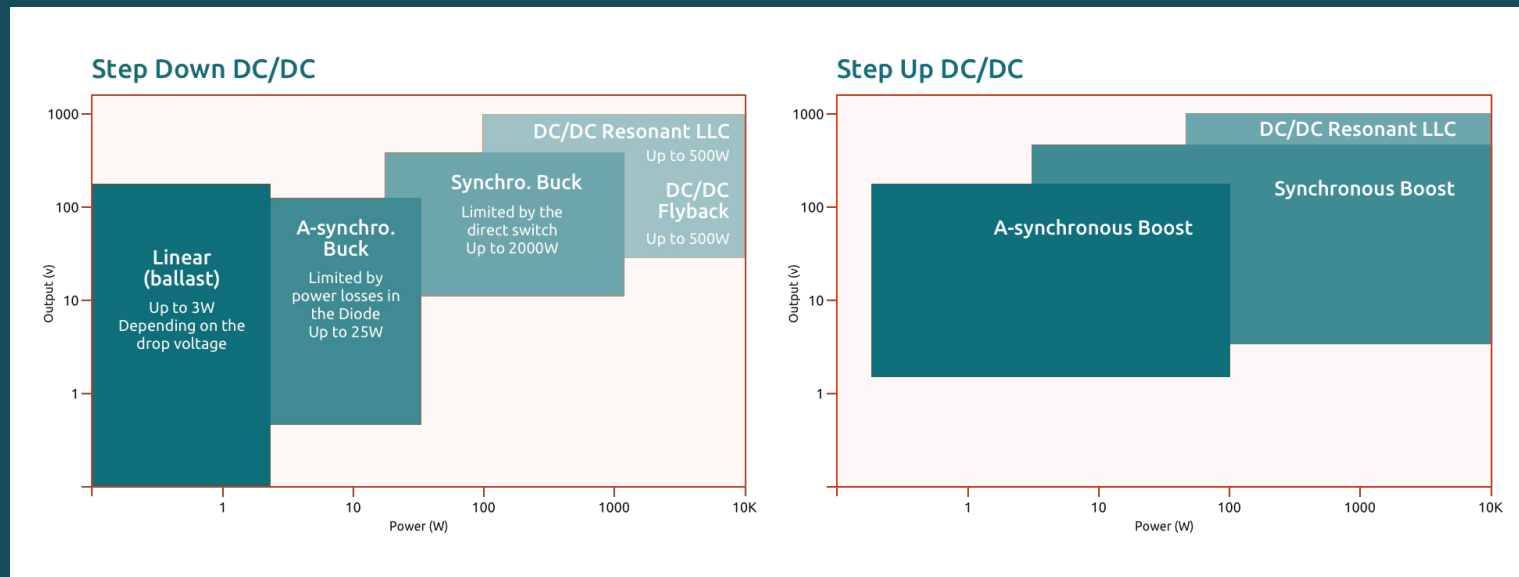 Step Down DC/DC
1000
100
10
1
Output (v)
Linear
(ballast)
Up to 3W
Depending on the
drop voltage
A-synchro.
Buck
Limited by
power losses in
the Diode
Up to 25W
Synchro. Buck
Limited by the
direct switch
Up to 2000W
DC/DC Resonant LLC
Up to 500W
DC/DC
Flyback
Up to 500W
1
10
100
1000
10K
Power (W)
Step Up DC/DC
1000
100
10
1
Output (v)
A-synchronous Boost
Synchronous Boost
DC/DC Resonant LLC
1
10
100
1000
10K
Power (W)